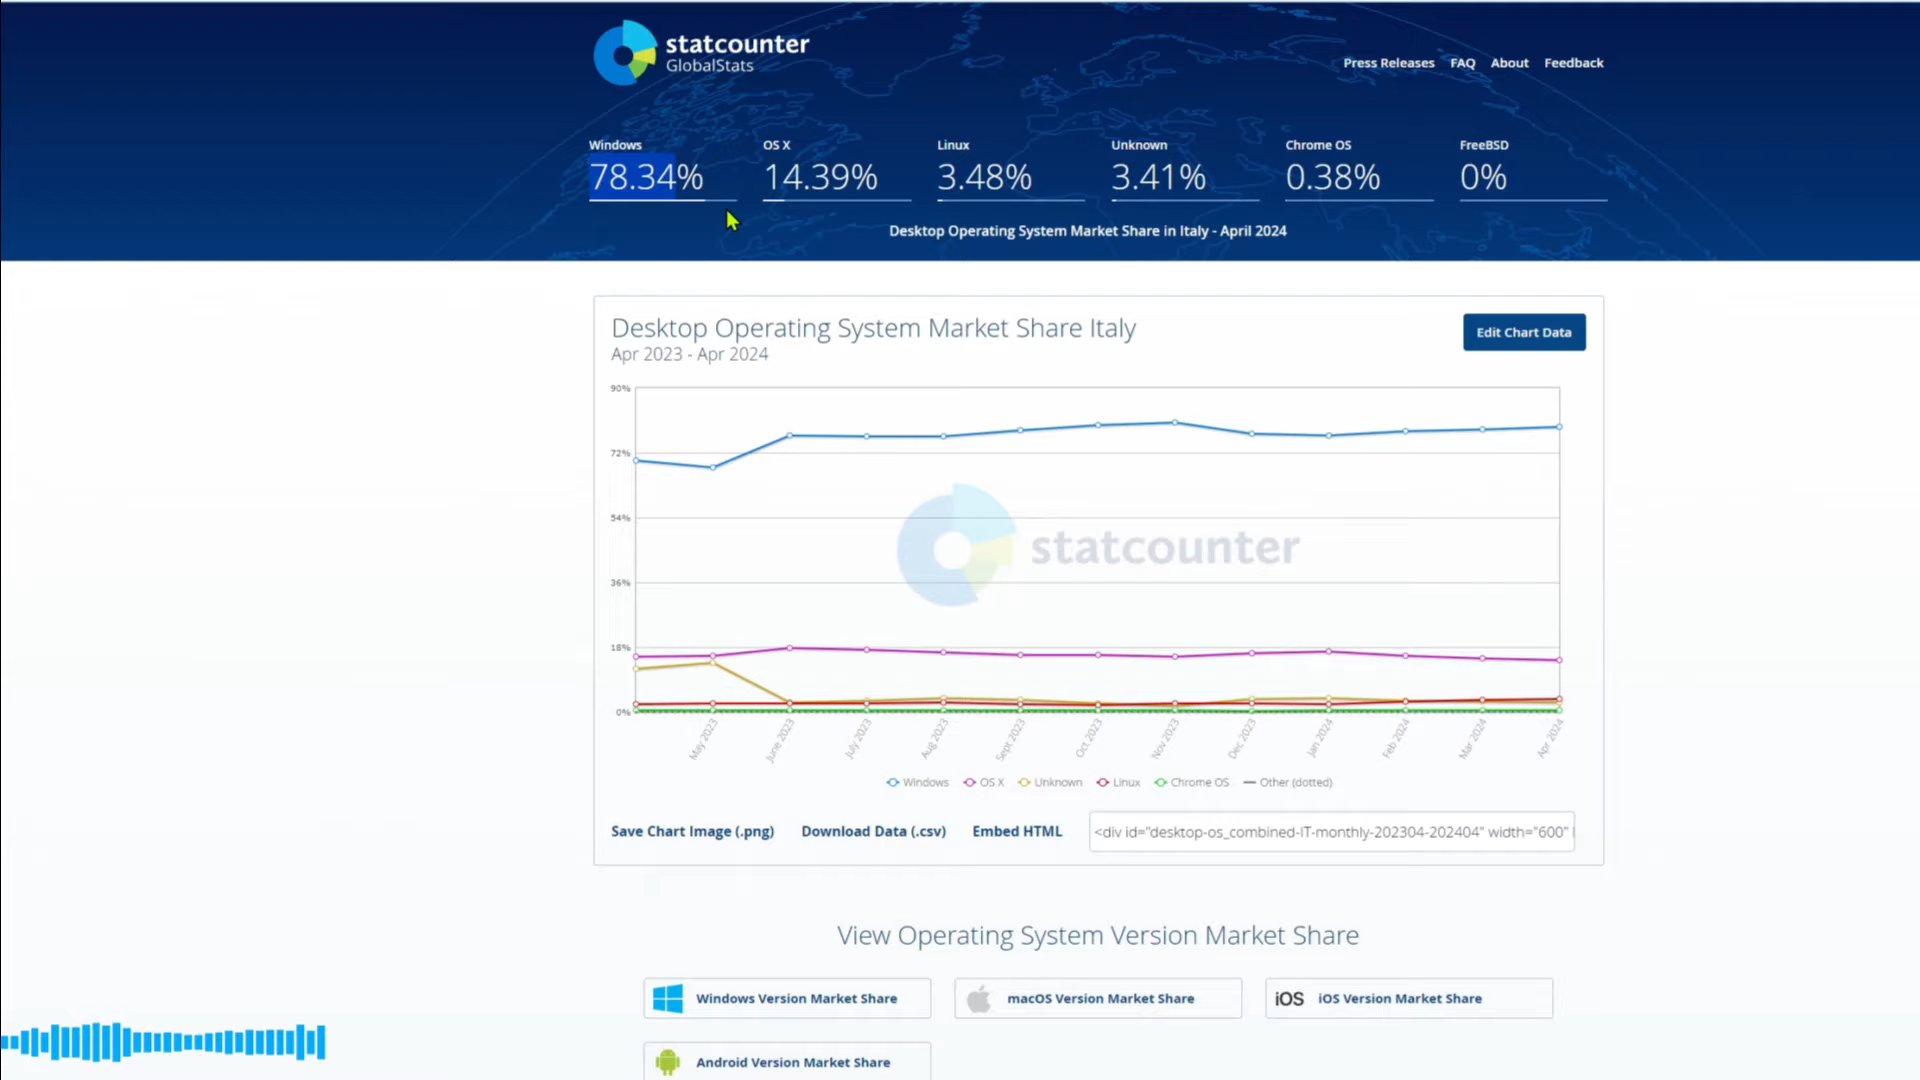 statcounter
GlobalStats
Press Releases FAQ About Feedback
Windows OS X Linux Unknown Chrome OS FreeBSD
78.34% 14.39% 3.48% 3.41% 0.38% 0%
Desktop Operating System Market Share in Italy - April 2024
Desktop Operating System Market Share Italy
Apr 2023 - Apr 2024
Edit Chart Data
90%
72%
54%
statcounter
36%
18%
0%
May 2023 June 2023 July 2023 Aug 2023 Sept 2023 Oct 2023 Nov 2023 Dec 2023 Jan 2024 Feb 2024 Mar 2024 Apr 2024
Windows OS X Unknown Linux Chrome OS Other (dotted)
Save Chart Image (.png) Download Data (.csv) Embed HTML <div id="desktop-os_combined-IT-monthly-202304-202404" width="600"
View Operating System Version Market Share
Windows Version Market Share macOS Version Market Share iOS iOS Version Market Share
Android Version Market Share